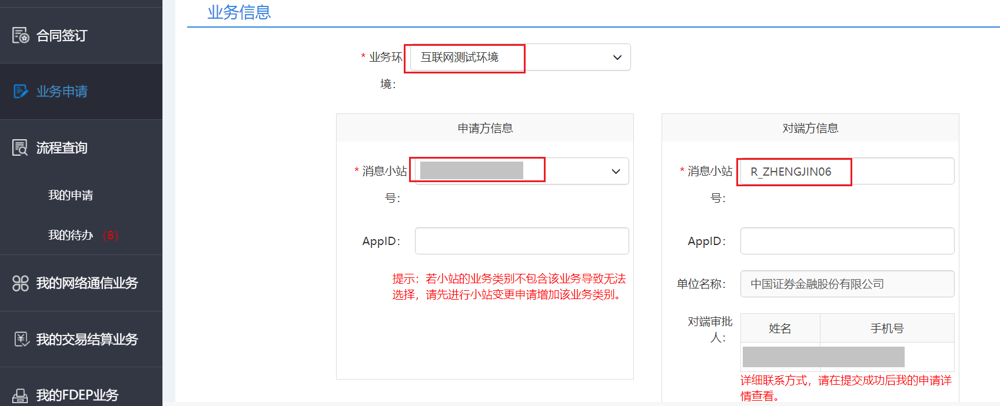 合同签订
业务申请
流程查询
我的申请
我的待办 (8)
我的网络通信业务
我的交易结算业务
我的FDEP业务
业务信息
* 业务环境：
互联网测试环境
申请方信息
* 消息小站号：
AppID：
提示：若小站的业务类别不包含该业务导致无法
选择，请先进行小站变更申请增加该业务类别。
对端方信息
* 消息小站号：
R_ZHENGJIN06
AppID：
单位名称：
中国证券金融股份有限公司
对端审批人：
姓名 手机号
详细联系方式，请在提交成功后我的申请详
情查看。